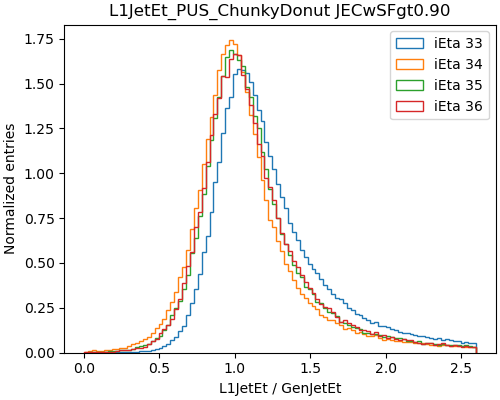 L1JetEt_PUS_ChunkyDonut JECwSFgt0.90
Normalized entries
1.75
1.50
1.25
1.00
0.75
0.50
0.25
0.00
iEta 33
iEta 34
iEta 35
iEta 36
0.0 0.5 1.0 1.5 2.0 2.5
L1JetEt / GenJetEt